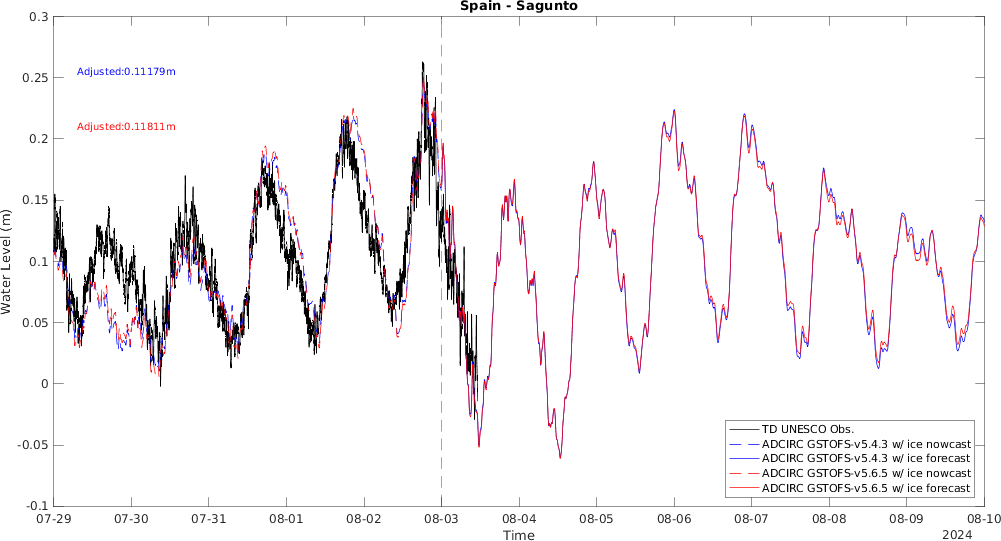 Spain - Sagunto
0.3
0.25
0.2
0.15
0.1
0.05
0
-0.05
-0.1
Water Level (m)
Adjusted:0.11179m
Adjusted:0.11811m
TD UNESCO Obs.
ADCIRC GSTOFS-v5.4.3 w/ ice nowcast
ADCIRC GSTOFS-v5.4.3 w/ ice forecast
ADCIRC GSTOFS-v5.6.5 w/ ice nowcast
ADCIRC GSTOFS-v5.6.5 w/ ice forecast
07-29 07-30 07-31 08-01 08-02 08-03 08-04 08-05 08-06 08-07 08-08 08-09 08-10
Time
2024